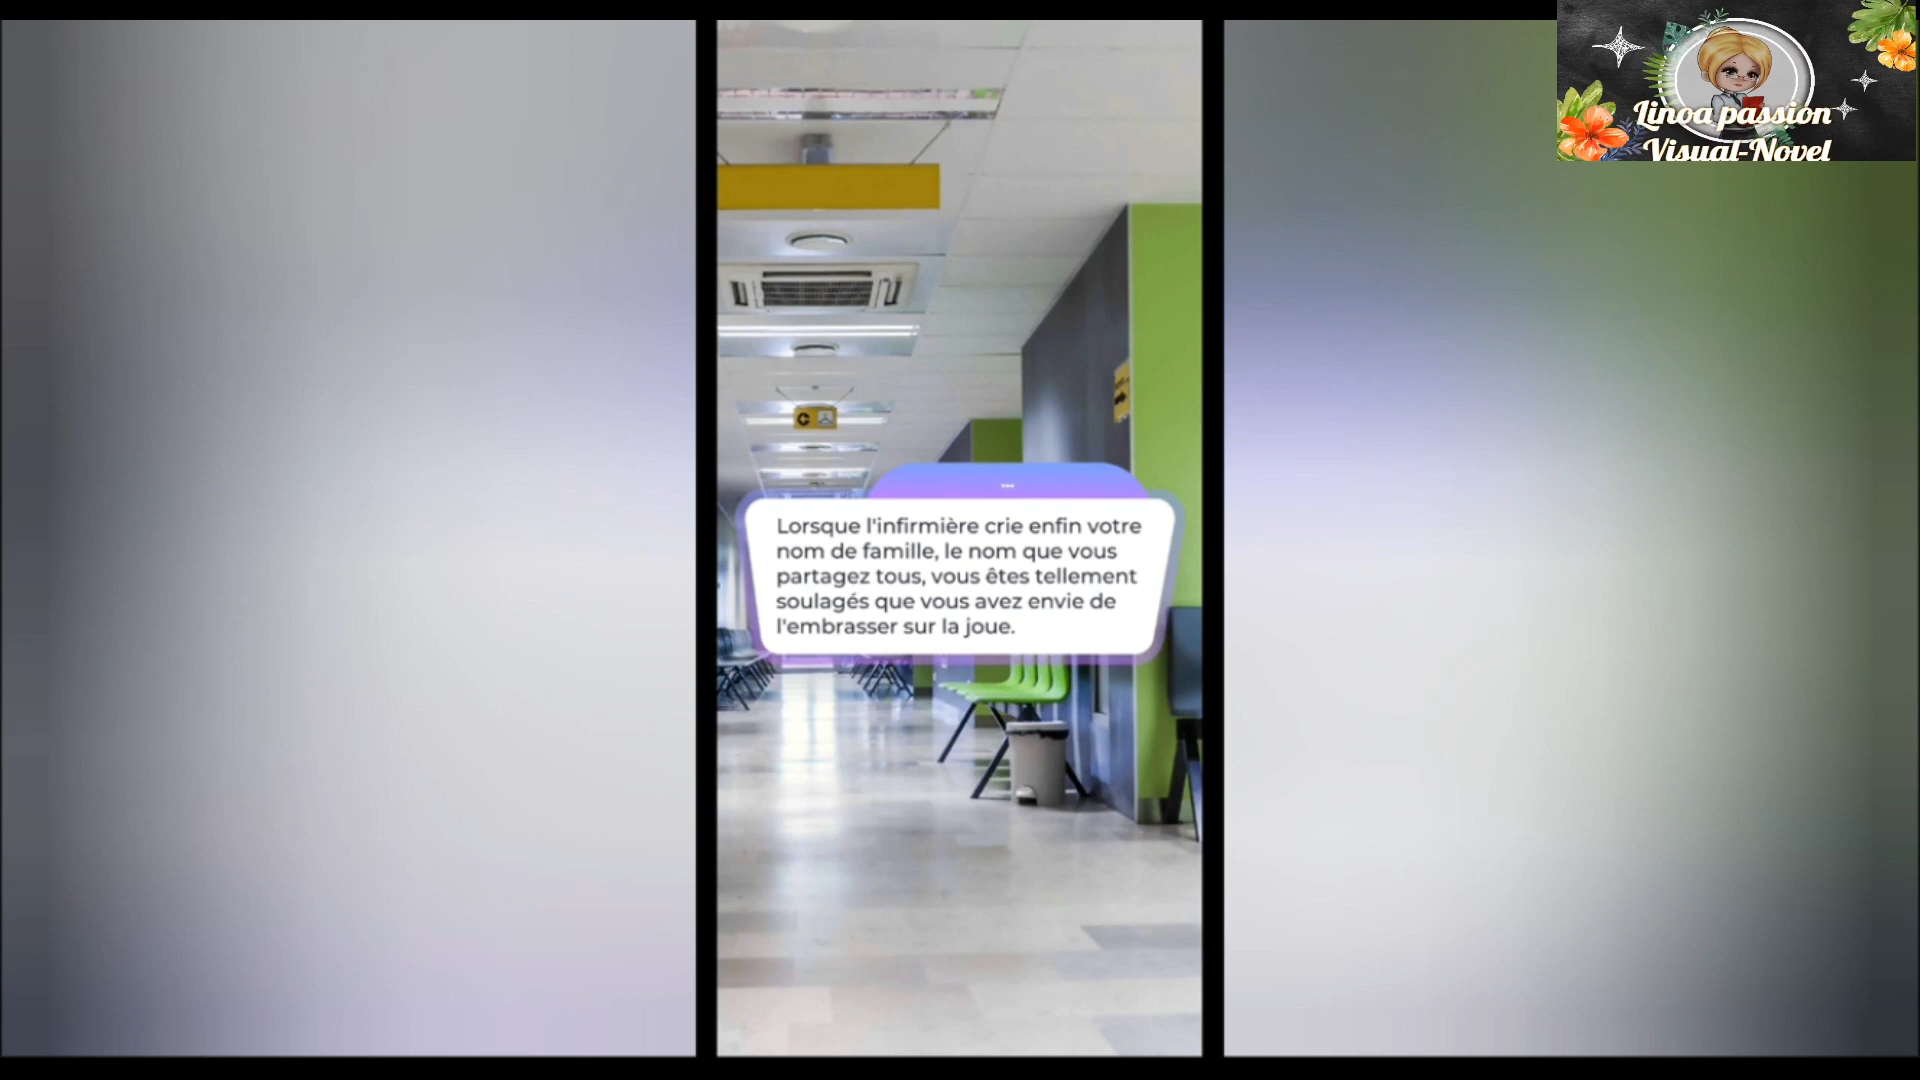 Linoa passion
Visual-Novel
...
Lorsque l'infirmière crie enfin votre
nom de famille, le nom que vous
partagez tous, vous êtes tellement
soulagés que vous avez envie de
l'embrasser sur la joue.